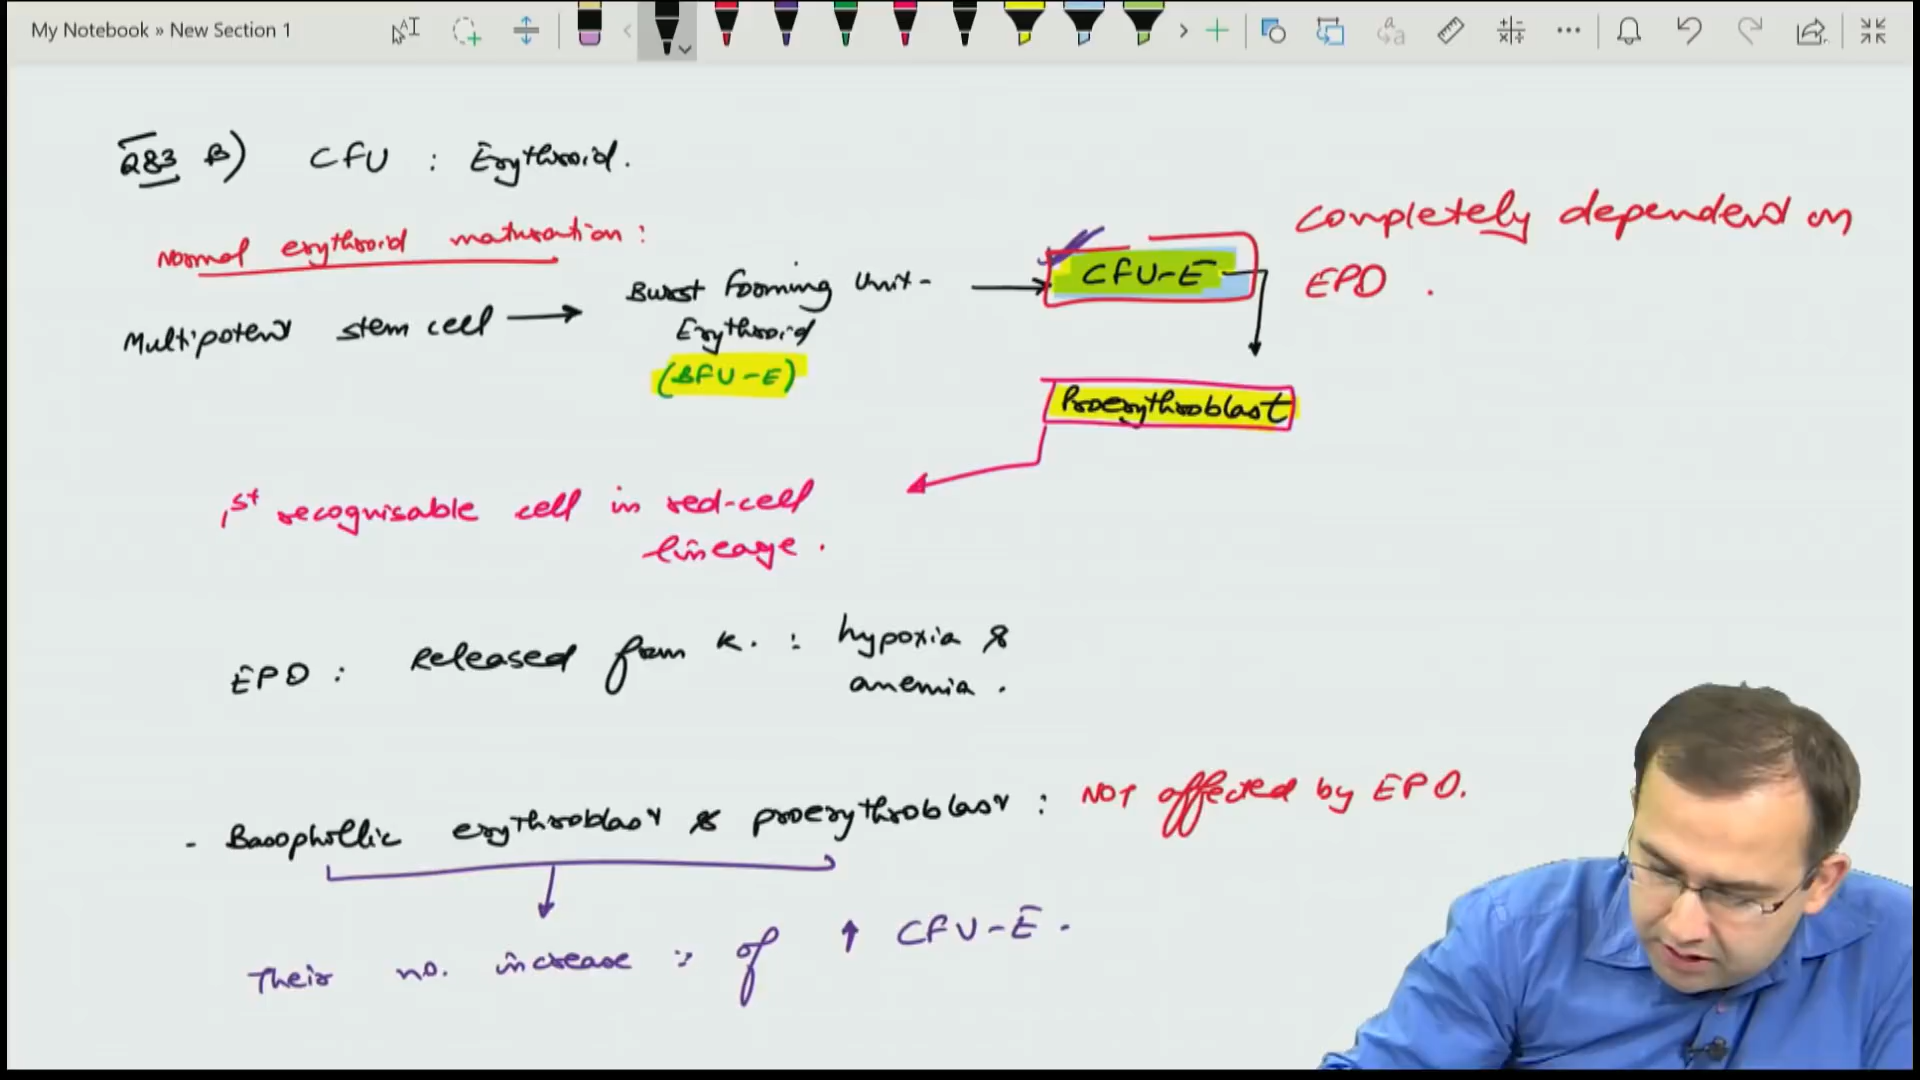 My Notebook » New Section 1
Q83 B) CFU : Erythroid.
Normal erythroid maturation :
Multipotent stem cell → Burst forming Unit -
Erythroid
(BFU-E)
→ CFU-E
completely dependend on
EPO .
Proerythroblast
1st recognisable cell in red-cell
lineage .
EPO : Released from K. : hypoxia &
anemia .
- Basophillic erythroblast & proerythroblast : NOT affected by EPO.
Their no. increase ∵ of ↑ CFU-E .